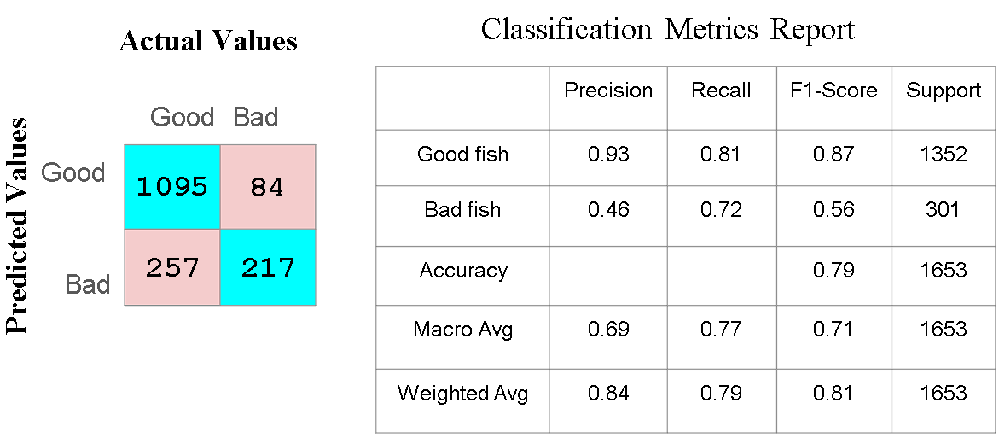 Actual Values
Predicted Values
Good Bad
Good 1095 84
Bad 257 217
Classification Metrics Report
Precision Recall F1-Score Support
Good fish 0.93 0.81 0.87 1352
Bad fish 0.46 0.72 0.56 301
Accuracy 0.79 1653
Macro Avg 0.69 0.77 0.71 1653
Weighted Avg 0.84 0.79 0.81 1653